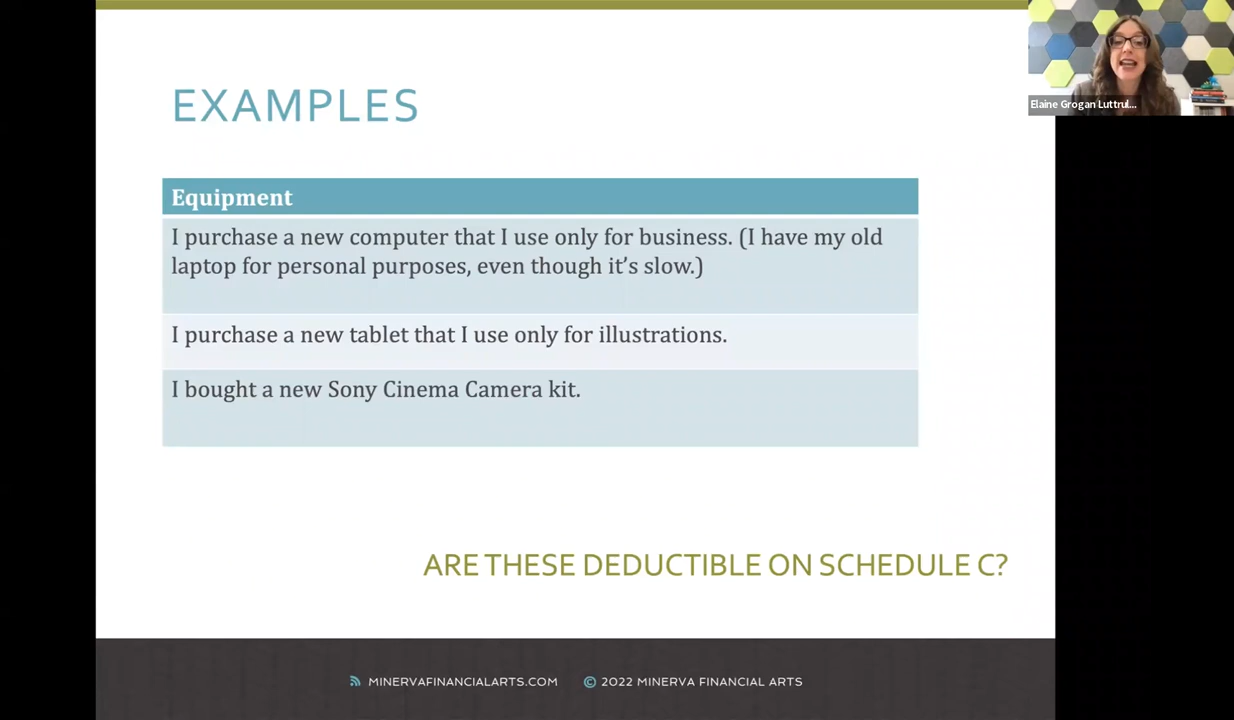 EXAMPLES
Elaine Grogan Luttrul...
Equipment
I purchase a new computer that I use only for business. (I have my old
laptop for personal purposes, even though it's slow.)
I purchase a new tablet that I use only for illustrations.
I bought a new Sony Cinema Camera kit.
ARE THESE DEDUCTIBLE ON SCHEDULE C?
MINERVAFINANCIALARTS.COM © 2022 MINERVA FINANCIAL ARTS